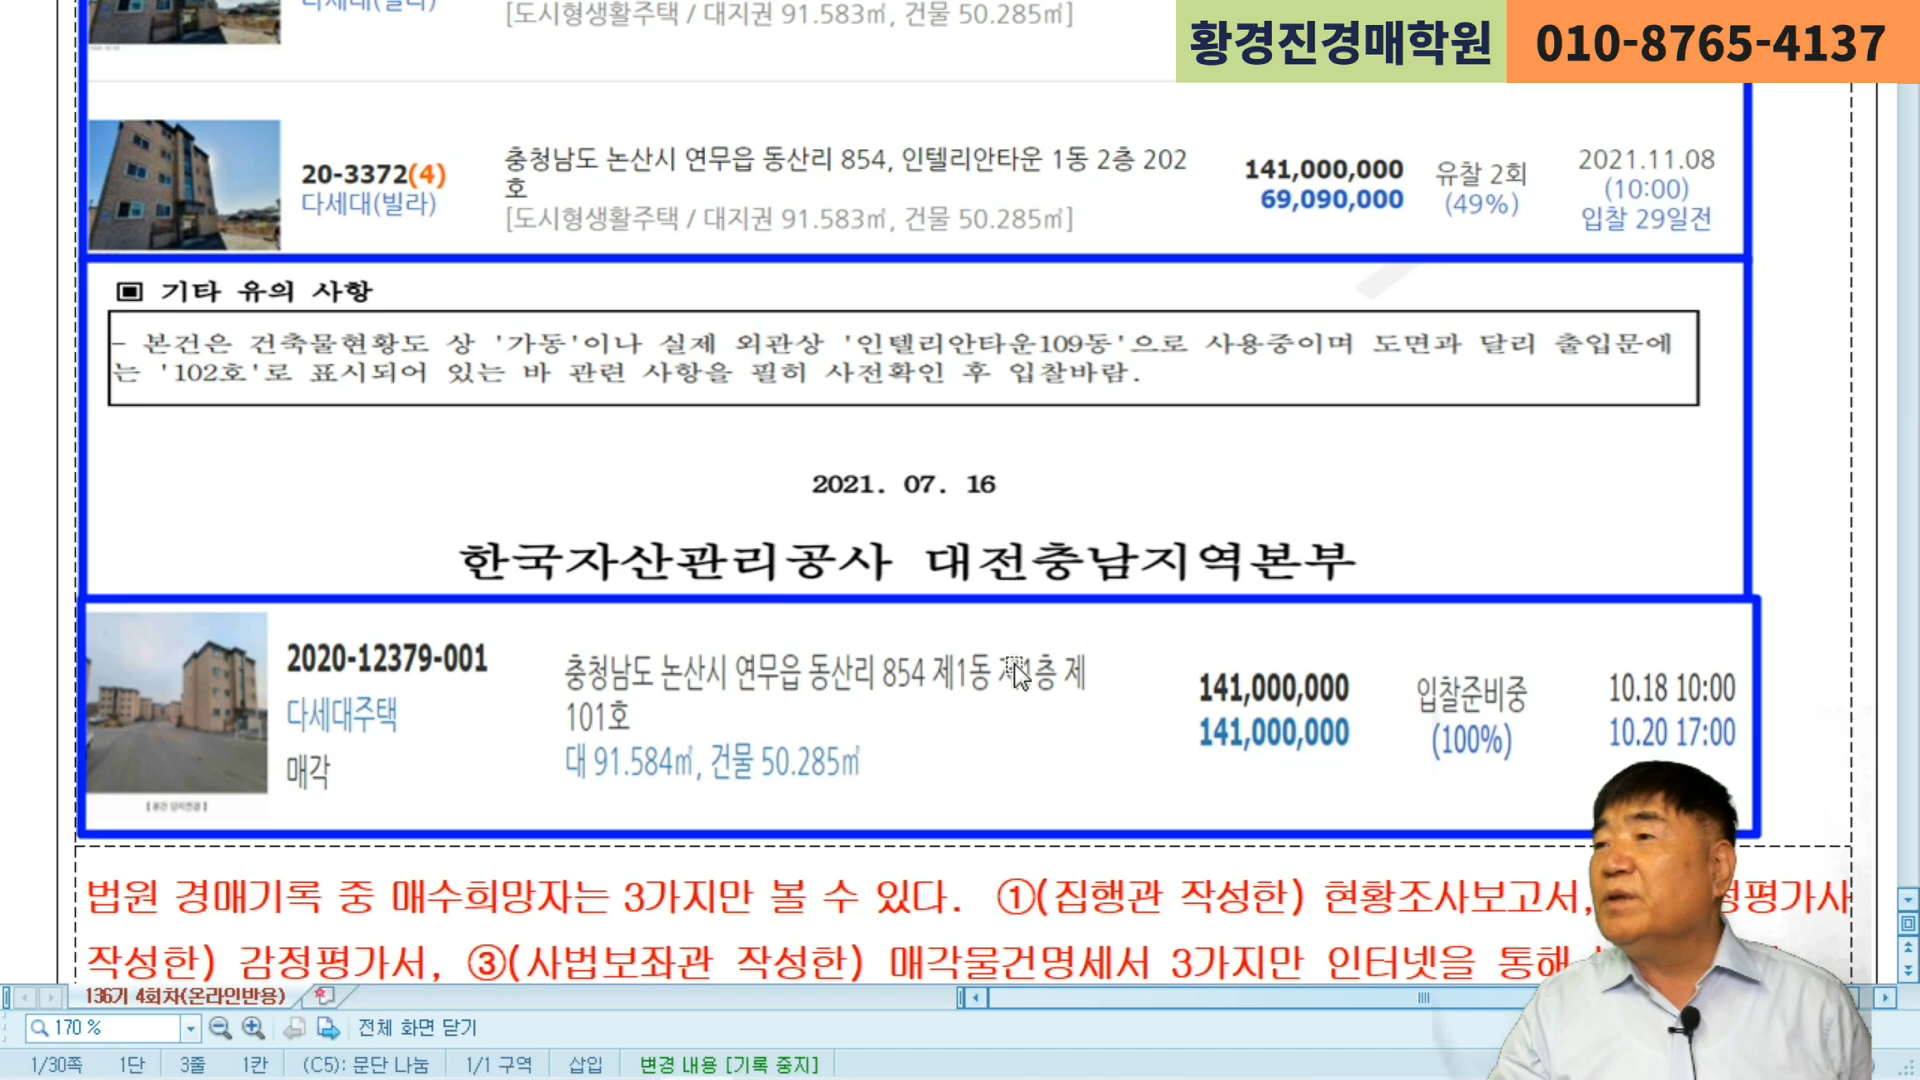 다세대(빌라)
[도시형생활주택 / 대지권 91.583㎡, 건물 50.285㎡]
황경진경매학원
010-8765-4137
20-3372(4)
다세대(빌라)
충청남도 논산시 연무읍 동산리 854, 인텔리안타운 1동 2층 202
호
[도시형생활주택 / 대지권 91.583㎡, 건물 50.285㎡]
141,000,000
69,090,000
유찰 2회
(49%)
2021.11.08
(10:00)
입찰 29일전
▣ 기타 유의 사항
- 본건은 건축물현황도 상 '가동'이나 실제 외관상 '인텔리안타운109동'으로 사용중이며 도면과 달리 출입문에
는 '102호'로 표시되어 있는 바 관련 사항을 필히 사전확인 후 입찰바람.
2021. 07. 16
한국자산관리공사 대전충남지역본부
2020-12379-001
다세대주택
매각
충청남도 논산시 연무읍 동산리 854 제1동 제1층 제
101호
대 91.584㎡, 건물 50.285㎡
141,000,000
141,000,000
입찰준비중
(100%)
10.18 10:00
10.20 17:00
법원 경매기록 중 매수희망자는 3가지만 볼 수 있다. ①(집행관 작성한) 현황조사보고서, 정평가사
작성한) 감정평가서, ③(사법보좌관 작성한) 매각물건명세서 3가지만 인터넷을 통해
136기 4회차(온라인반용)
170 %
전체 화면 닫기
1/30쪽
1단
3줄
1칸
(C5): 문단 나눔
1/1 구역
삽입
변경 내용 [기록 중지]